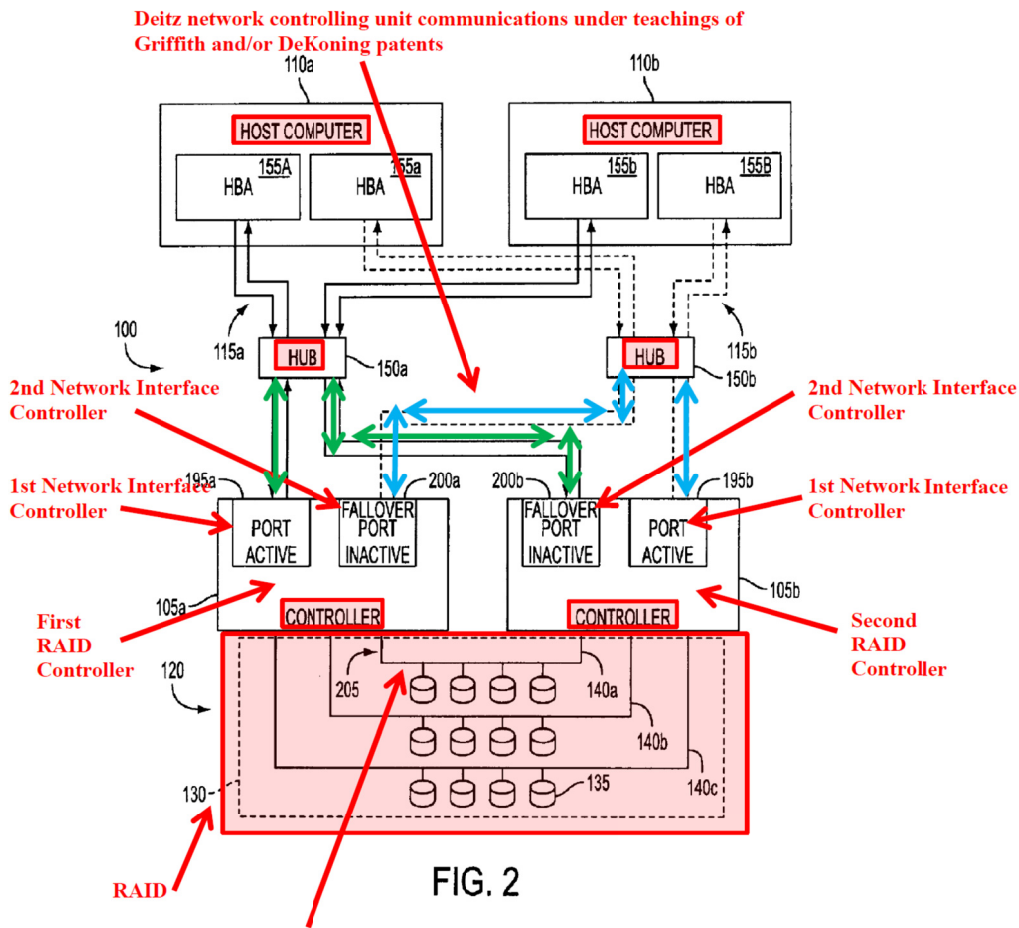 Deitz network controlling unit communications under teachings of
Griffith and/or DeKoning patents
110a
110b
HOST COMPUTER
HOST COMPUTER
155A
HBA
155a
HBA
155b
HBA
155B
HBA
100
115a
HUB
150a
HUB
115b
150b
2nd Network Interface
Controller
2nd Network Interface
Controller
1st Network Interface
Controller
195a
200a
200b
195b
1st Network Interface
Controller
PORT
ACTIVE
FALLOVER
PORT
INACTIVE
FALLOVER
PORT
INACTIVE
PORT
ACTIVE
105a
CONTROLLER
CONTROLLER
105b
First
RAID
Controller
Second
RAID
Controller
120
205
140a
140b
140c
130
135
RAID
FIG. 2